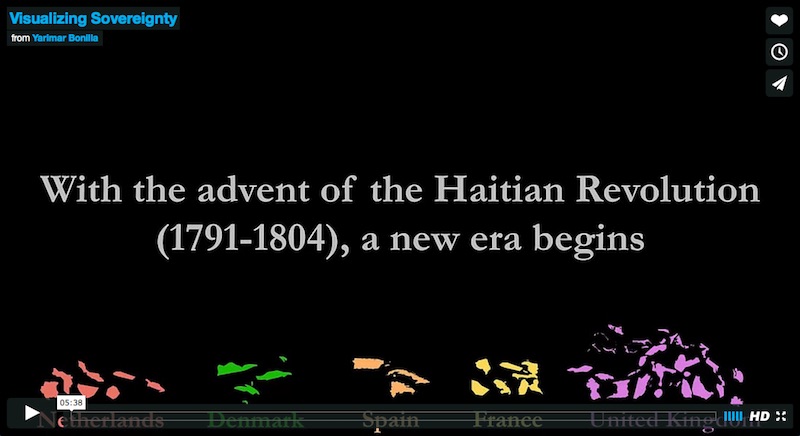 Visualizing Sovereignty
from Yarimar Bonilla
With the advent of the Haitian Revolution
(1791-1804), a new era begins
05:38
Netherlands Denmark Spain France United Kingdom
HD